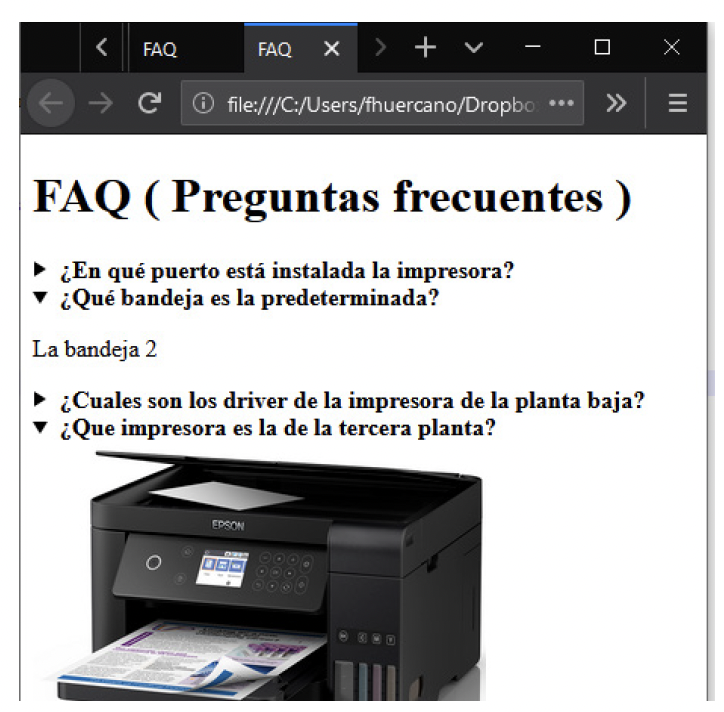 FAQ
FAQ
file:///C:/Users/fhuercano/Dropbo
FAQ ( Preguntas frecuentes )
¿En qué puerto está instalada la impresora?
¿Qué bandeja es la predeterminada?
La bandeja 2
¿Cuales son los driver de la impresora de la planta baja?
¿Que impresora es la de la tercera planta?
EPSON